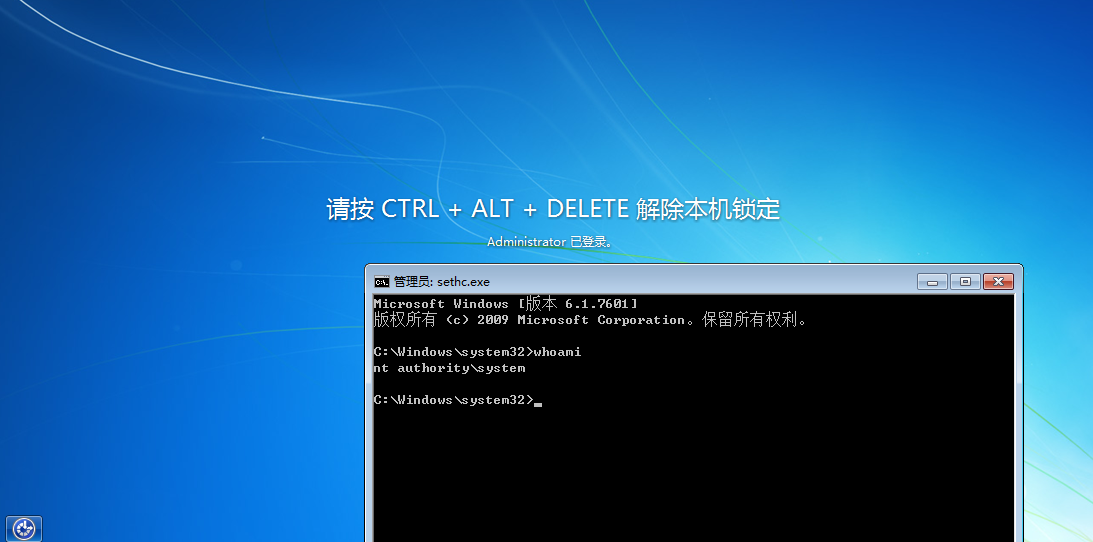 请按 CTRL + ALT + DELETE 解除本机锁定
Administrator 已登录。
管理员: sethc.exe
Microsoft Windows [版本 6.1.7601]
版权所有 (c) 2009 Microsoft Corporation。保留所有权利。
C:\Windows\system32>whoami
nt authority\system
C:\Windows\system32>